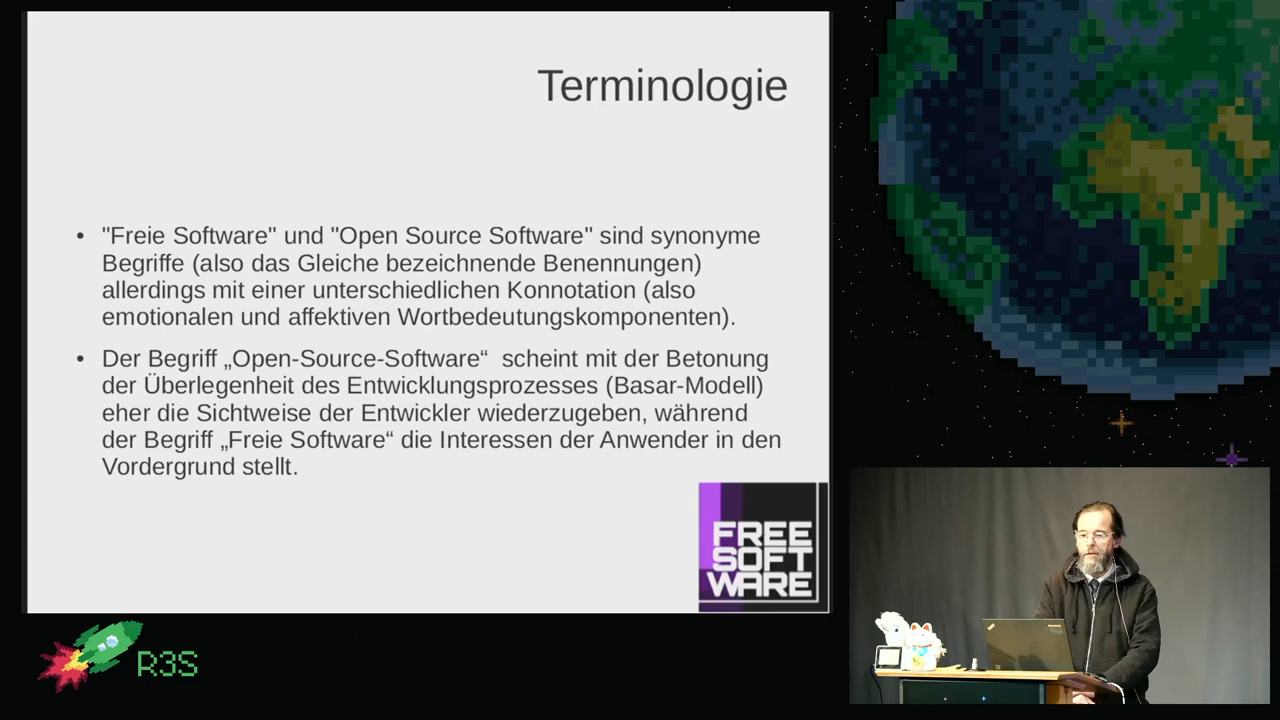 Terminologie
• "Freie Software" und "Open Source Software" sind synonyme
Begriffe (also das Gleiche bezeichnende Benennungen)
allerdings mit einer unterschiedlichen Konnotation (also
emotionalen und affektiven Wortbedeutungskomponenten).
• Der Begriff „Open-Source-Software“  scheint mit der Betonung
der Überlegenheit des Entwicklungsprozesses (Basar-Modell)
eher die Sichtweise der Entwickler wiederzugeben, während
der Begriff „Freie Software“ die Interessen der Anwender in den
Vordergrund stellt.
FREE
SOFT
WARE
R3S